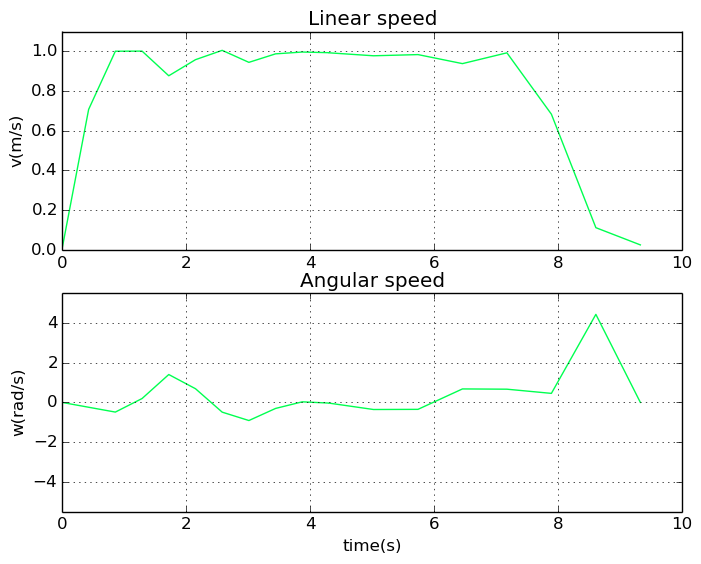 Linear speed
v(m/s)
1.0
0.8
0.6
0.4
0.2
0.0
0 2 4 6 8 10
Angular speed
w(rad/s)
4
2
0
−2
−4
0 2 4 6 8 10
time(s)